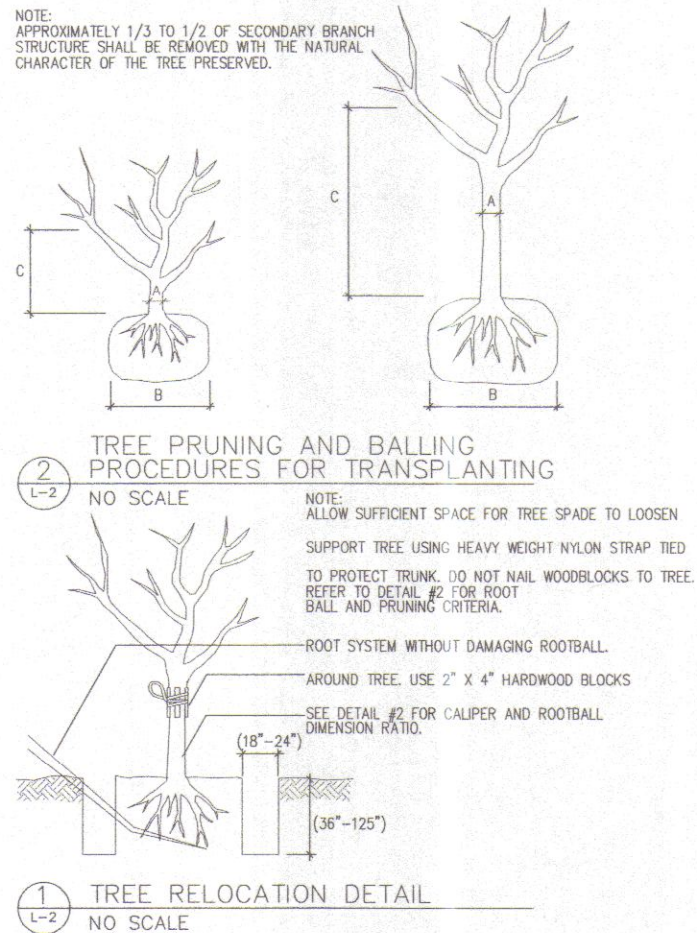 NOTE:
APPROXIMATELY 1/3 TO 1/2 OF SECONDARY BRANCH
STRUCTURE SHALL BE REMOVED WITH THE NATURAL
CHARACTER OF THE TREE PRESERVED.
C
A
B
C
A
B
2
L-2
TREE PRUNING AND BALLING
PROCEDURES FOR TRANSPLANTING
NO SCALE
NOTE:
ALLOW SUFFICIENT SPACE FOR TREE SPADE TO LOOSEN
SUPPORT TREE USING HEAVY WEIGHT NYLON STRAP TIED
TO PROTECT TRUNK. DO NOT NAIL WOODBLOCKS TO TREE.
REFER TO DETAIL #2 FOR ROOT
BALL AND PRUNING CRITERIA.
ROOT SYSTEM WITHOUT DAMAGING ROOTBALL.
AROUND TREE. USE 2" X 4" HARDWOOD BLOCKS
SEE DETAIL #2 FOR CALIPER AND ROOTBALL
DIMENSION RATIO.
(18"-24")
(36"-125")
1
L-2
TREE RELOCATION DETAIL
NO SCALE